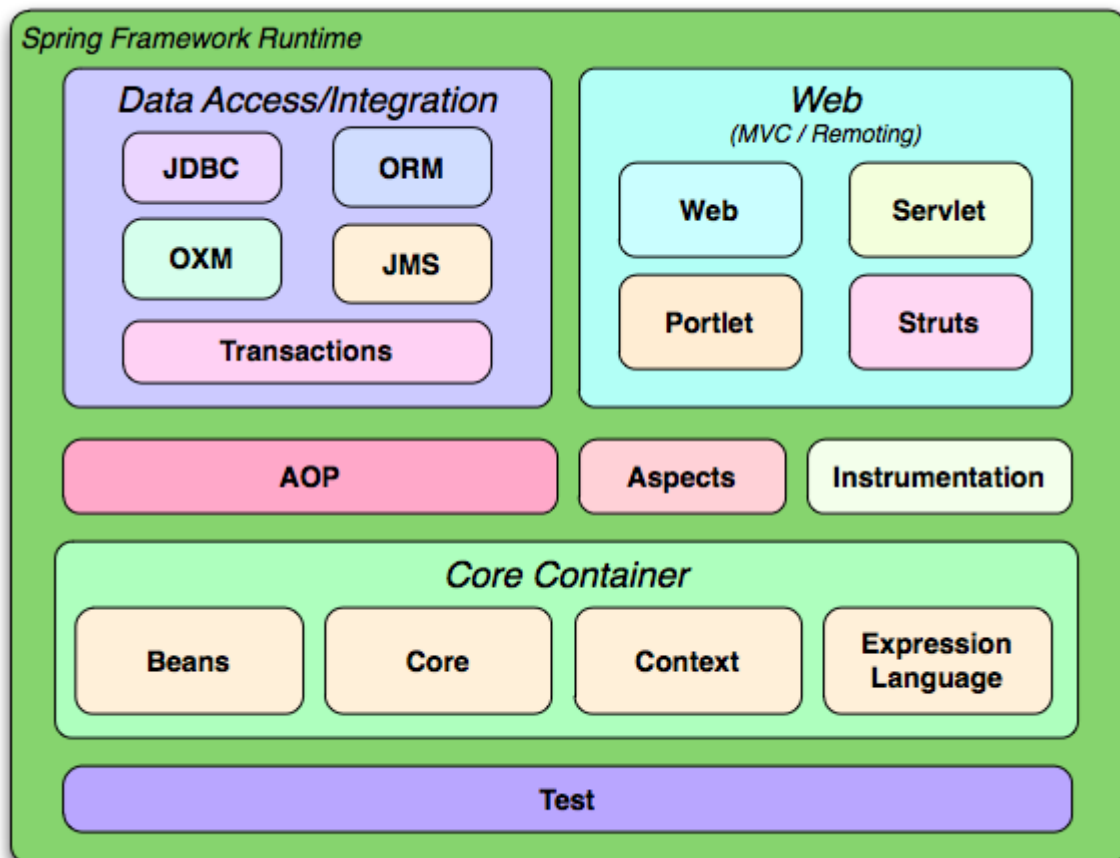 Spring Framework Runtime
Data Access/Integration
JDBC
ORM
OXM
JMS
Transactions
Web
(MVC / Remoting)
Web
Servlet
Portlet
Struts
AOP
Aspects
Instrumentation
Core Container
Beans
Core
Context
Expression
Language
Test